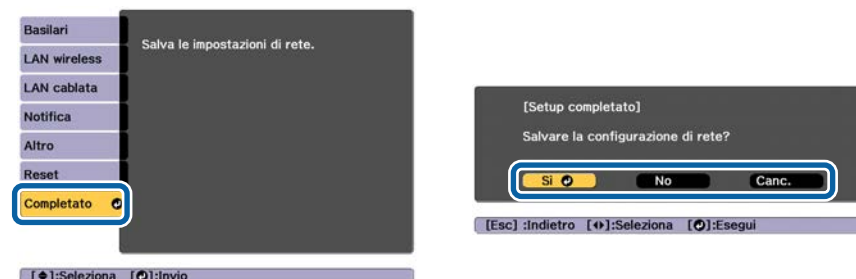 Basilari
LAN wireless
LAN cablata
Notifica
Altro
Reset
Completato
Salva le impostazioni di rete.
[ ]:Seleziona [ ]:Invio
[Setup completato]
Salvare la configurazione di rete?
Sì No Canc.
[Esc] :Indietro [ ]:Seleziona [ ]:Esegui